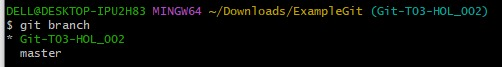 DELL@DESKTOP-IPU2H83 MINGW64 ~/Downloads/ExampleGit (Git-T03-HOL_002)
$ git branch
* Git-T03-HOL_002
  master